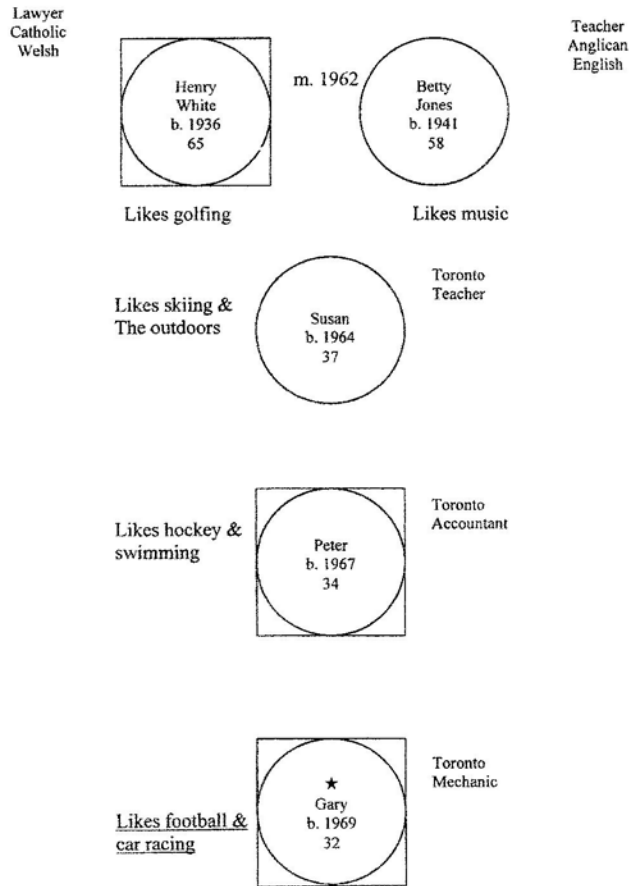 Lawyer
Catholic
Welsh
Teacher
Anglican
English
Henry
White
b. 1936
65
m. 1962
Betty
Jones
b. 1941
58
Likes golfing
Likes music
Likes skiing &
The outdoors
Susan
b. 1964
37
Toronto
Teacher
Likes hockey &
swimming
Peter
b. 1967
34
Toronto
Accountant
Likes football &
car racing
★
Gary
b. 1969
32
Toronto
Mechanic